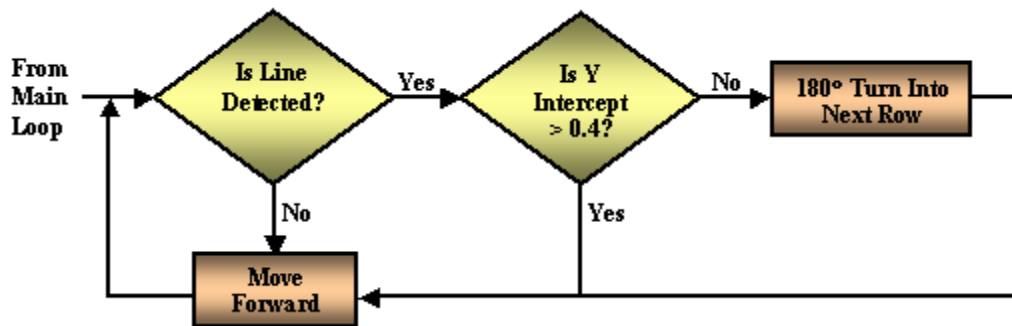 From
Main
Loop
Is Line
Detected?
Yes
Is Y
Intercept
> 0.4?
No
180° Turn Into
Next Row
No
Yes
Move
Forward